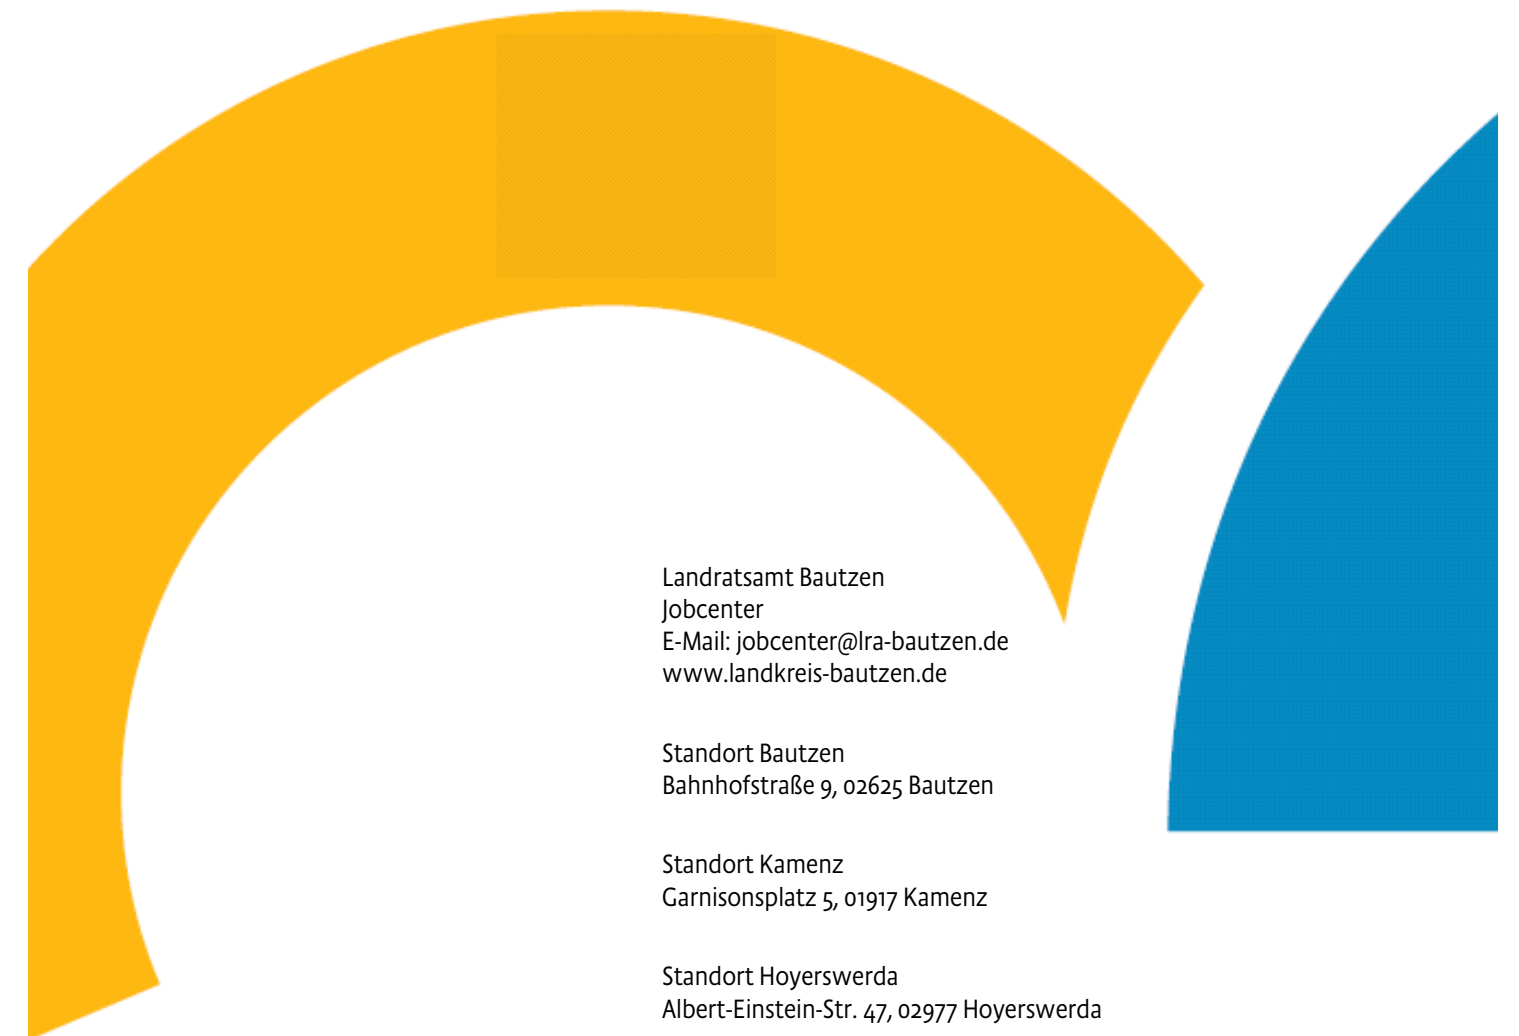 Landratsamt Bautzen
Jobcenter
E-Mail: jobcenter@lra-bautzen.de
www.landkreis-bautzen.de
Standort Bautzen
Bahnhofstraße 9, 02625 Bautzen
Standort Kamenz
Garnisonsplatz 5, 01917 Kamenz
Standort Hoyerswerda
Albert-Einstein-Str. 47, 02977 Hoyerswerda